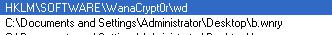 HKLM\SOFTWARE\WanaCrypt0r\wd
C:\Documents and Settings\Administrator\Desktop\b.wnry